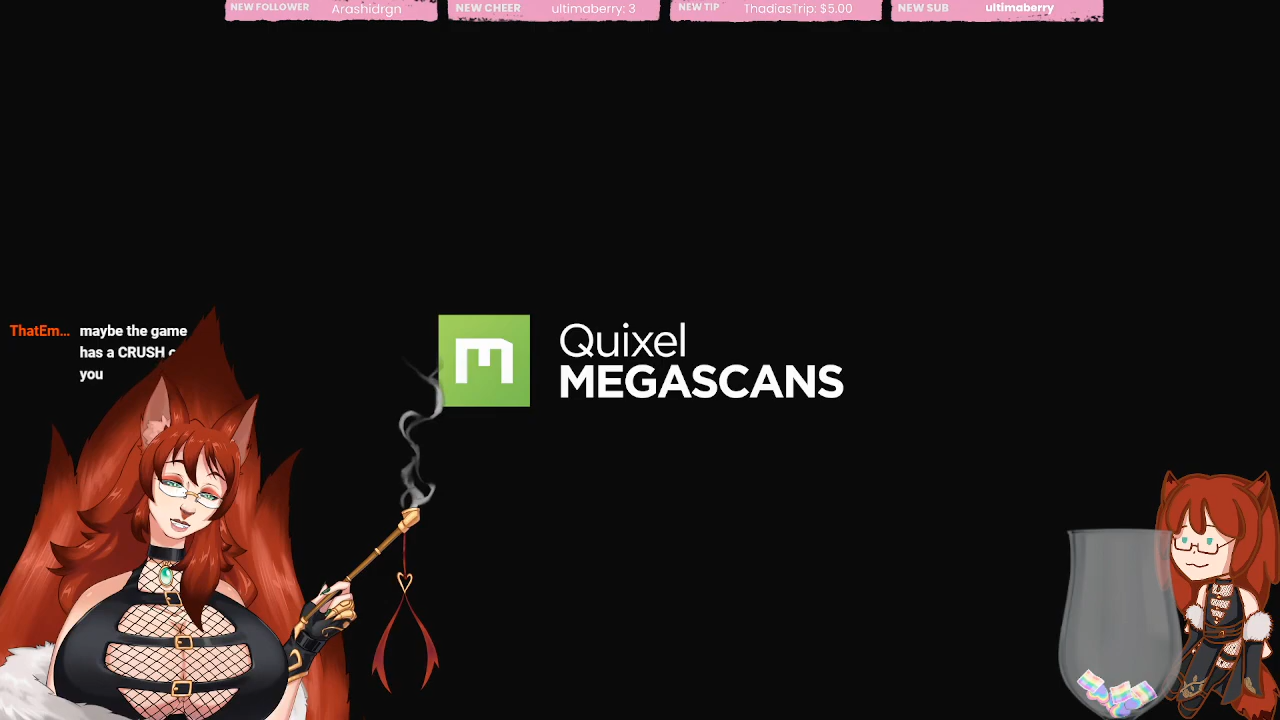 NEW FOLLOWER Arashidrgn NEW CHEER ultimaberry: 3 NEW TIP ThadiasTrip: $5.00 NEW SUB ultimaberry
ThatEm... maybe the game
has a CRUSH
you
Quixel
MEGASCANS